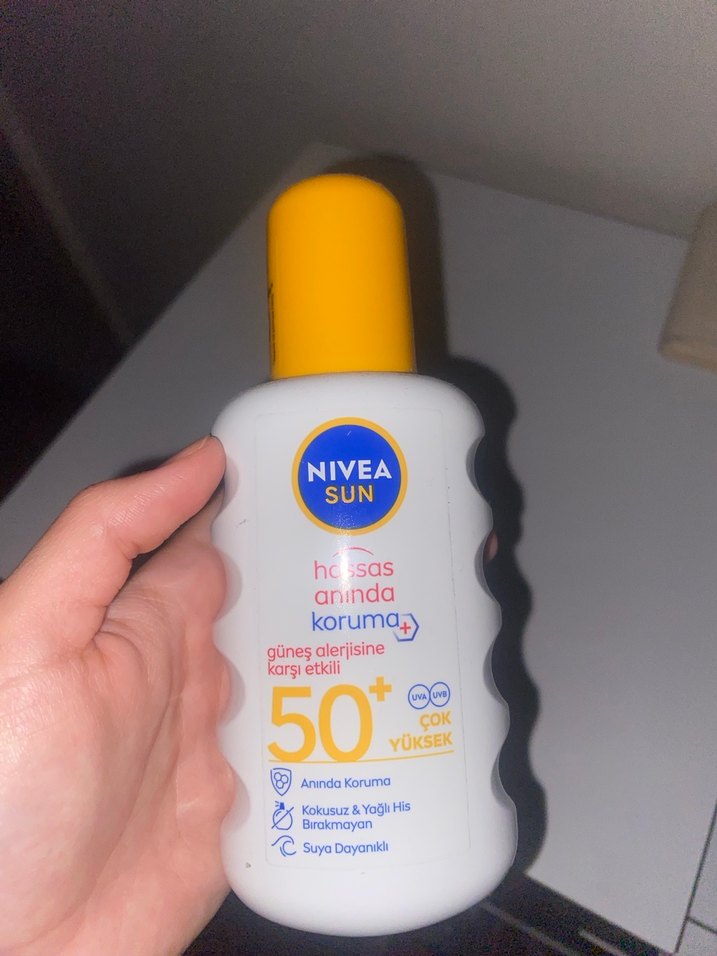 NIVEA
SUN
hassas
anında
koruma+
güneş alerjisine
karşı etkili
50+
UVA UVB
ÇOK
YÜKSEK
Anında Koruma
Kokusuz & Yağlı His
Bırakmayan
Suya Dayanıklı